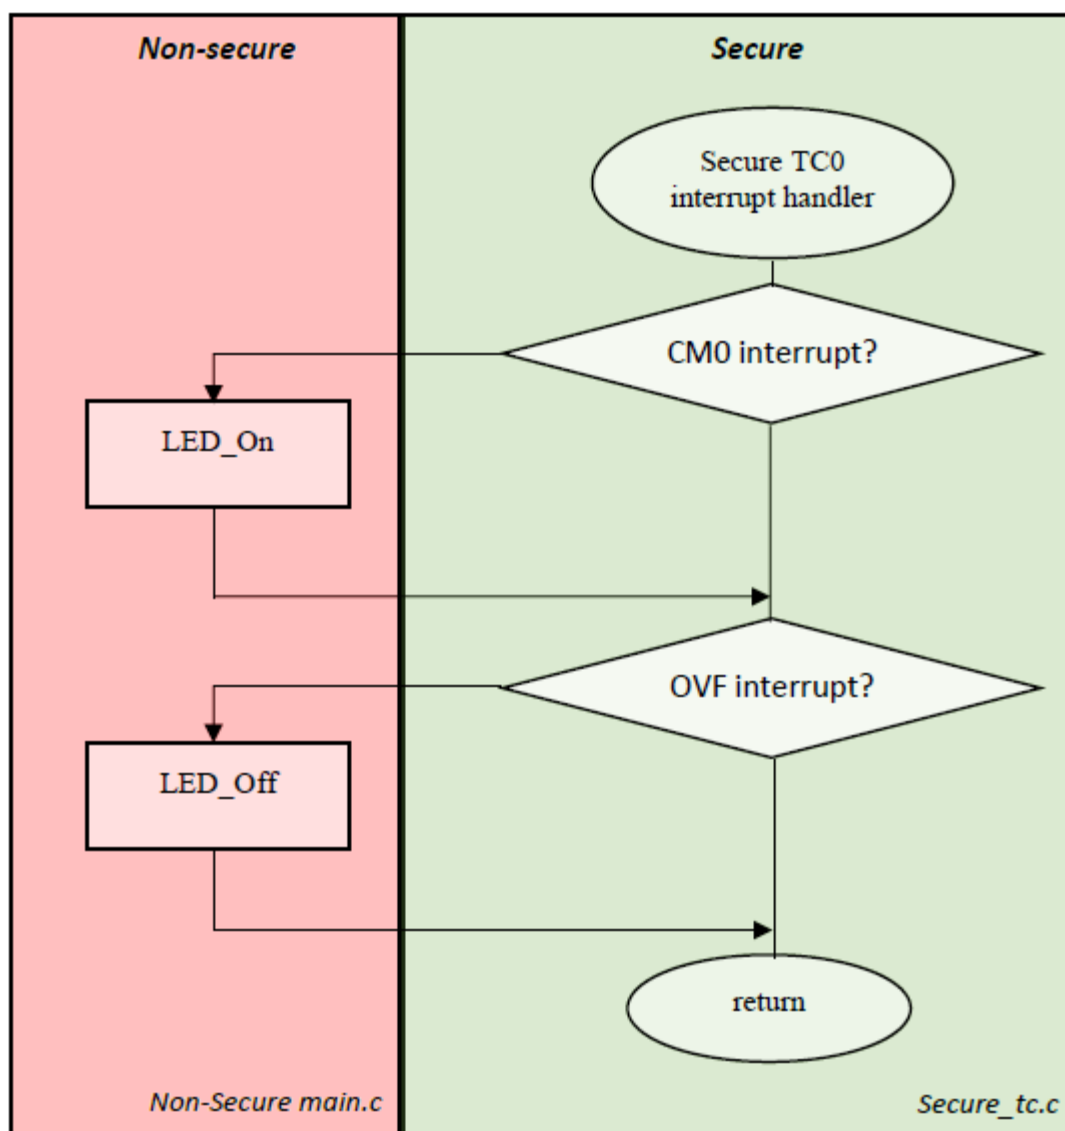 Non-secure
Secure
Secure TC0
interrupt handler
CM0 interrupt?
LED_On
OVF interrupt?
LED_Off
return
Non-Secure main.c
Secure_tc.c